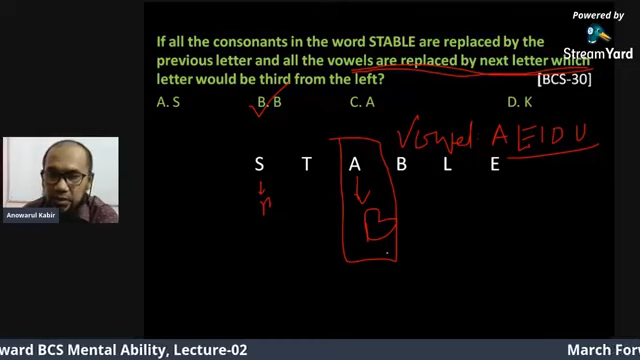 Powered by
StreamYard
If all the consonants in the word STABLE are replaced by the
previous letter and all the vowels are replaced by next letter which
letter would be third from the left?
[BCS-30]
A. S B. B C. A D. K
Vowel A E I O U
S T A B L E
r B
Anowarul Kabir
ward BCS Mental Ability, Lecture-02 March For